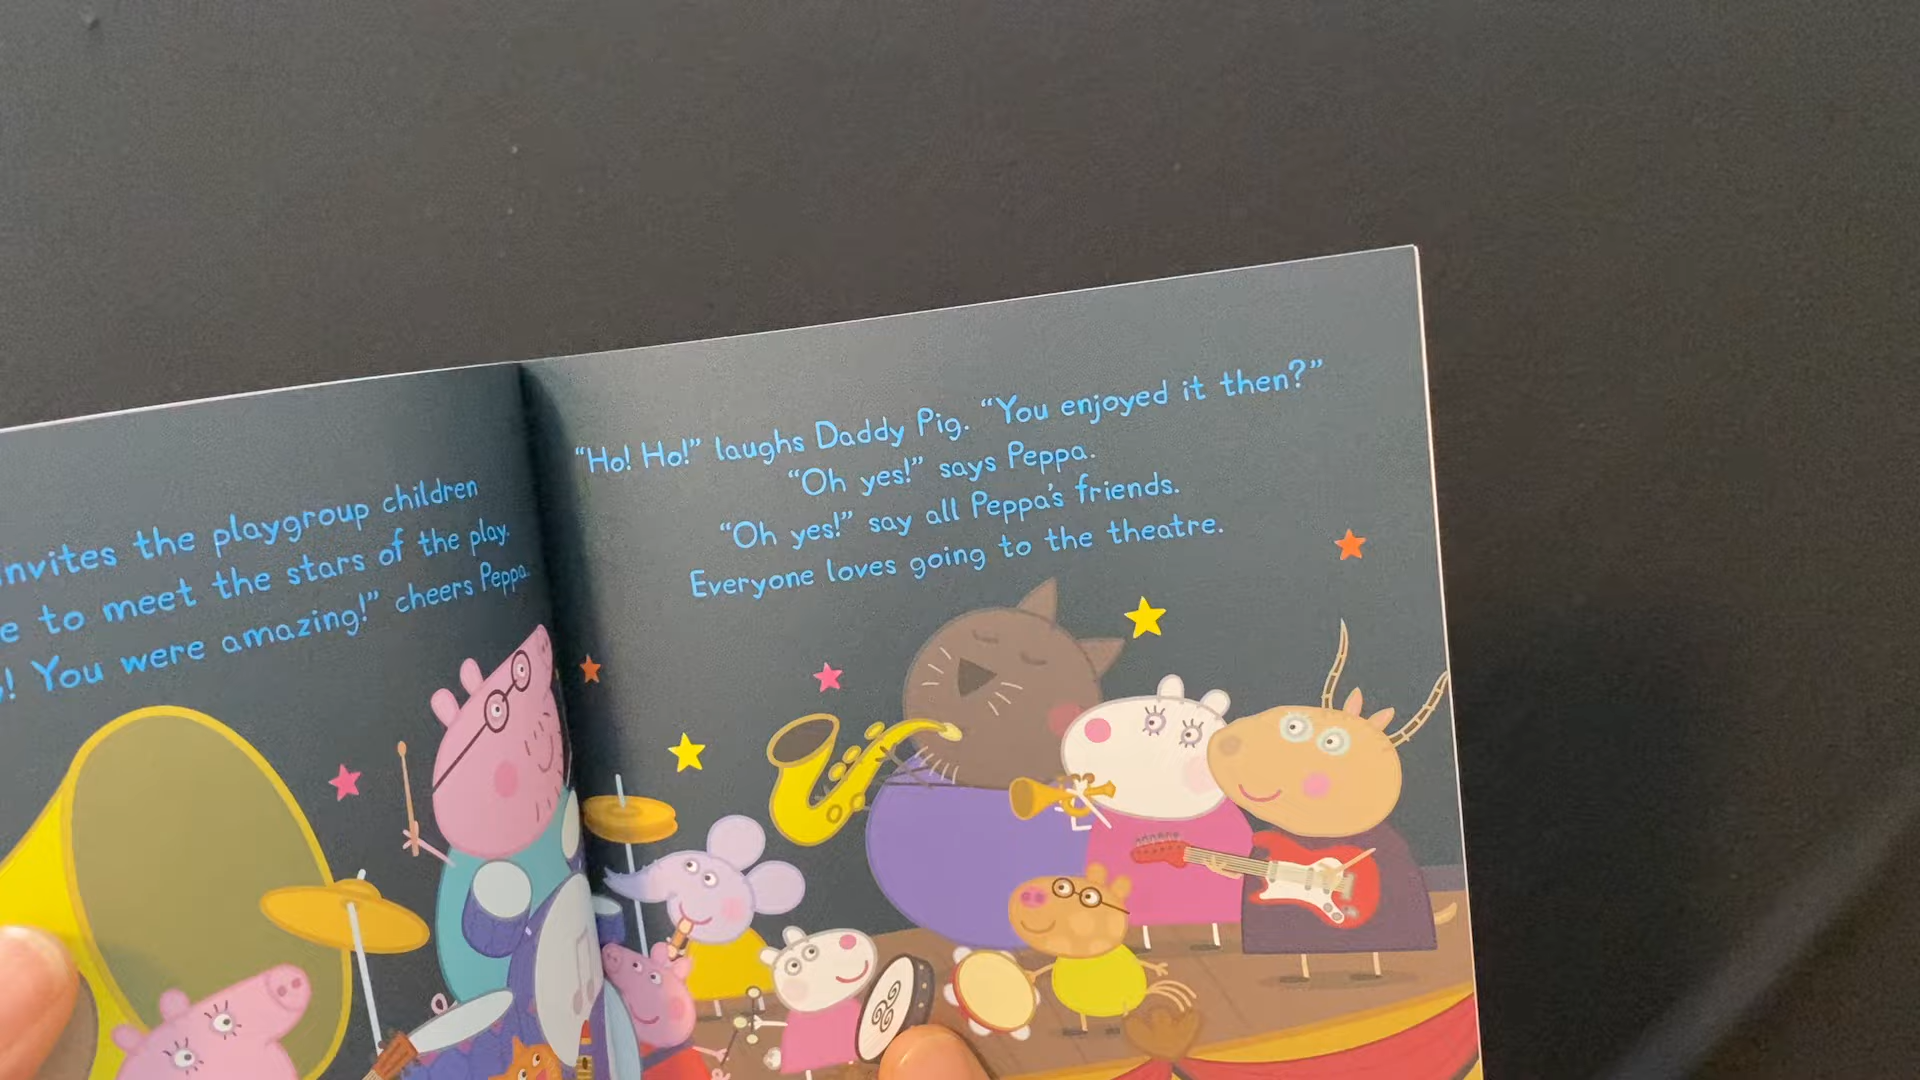 invites the playgroup children
to meet the stars of the play.
You were amazing!” cheers Peppa.
“Ho! Ho!” laughs Daddy Pig. “You enjoyed it then?”
“Oh yes!” says Peppa.
“Oh yes!” say all Peppa's friends.
Everyone loves going to the theatre.